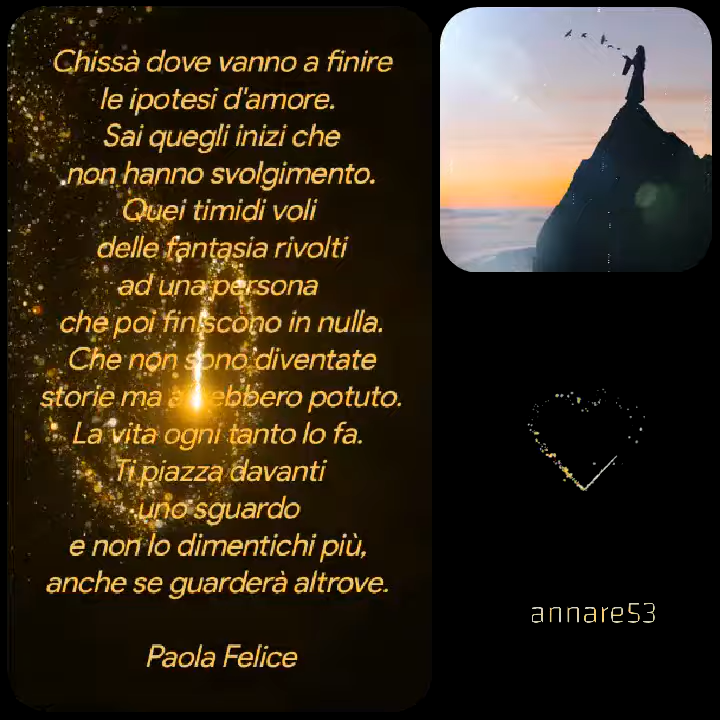 Chissà dove vanno a finire
le ipotesi d'amore.
Sai quegli inizi che
non hanno svolgimento.
Quei timidi voli
delle fantasia rivolti
ad una persona
che poi finiscono in nulla.
Che non sono diventate
storie ma avrebbero potuto.
La vita ogni tanto lo fa.
Ti piazza davanti
uno sguardo
e non lo dimentichi più,
anche se guarderà altrove.
Paola Felice
annare53